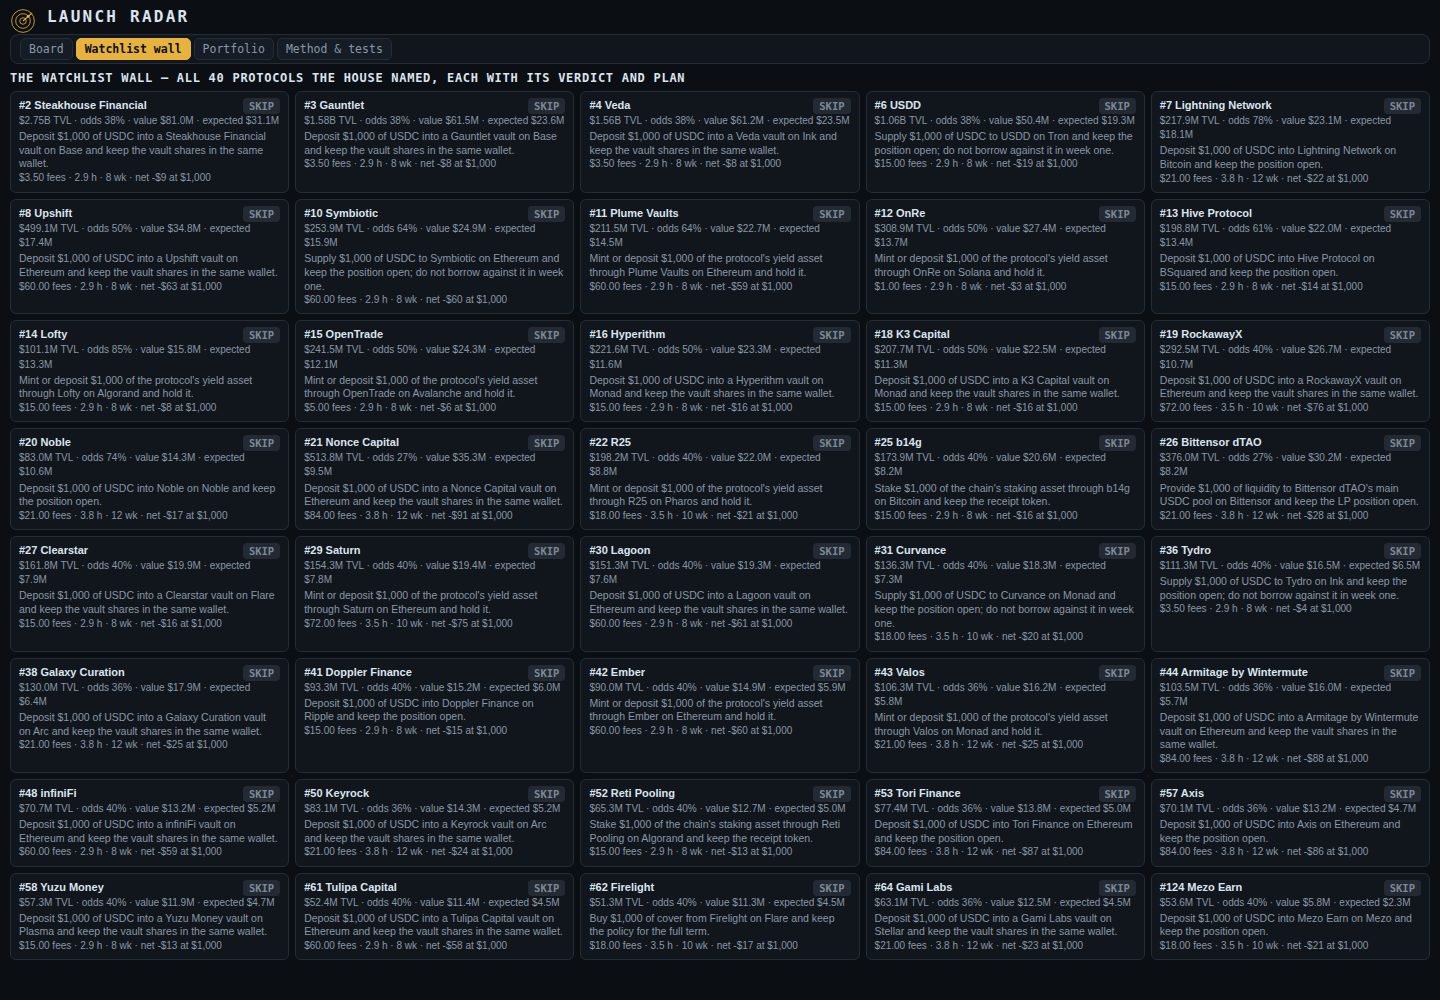 LAUNCH RADAR
Board
Watchlist wall
Portfolio
Method & tests
THE WATCHLIST WALL — ALL 40 PROTOCOLS THE HOUSE NAMED, EACH WITH ITS VERDICT AND PLAN
#2 Steakhouse Financial
SKIP
$2.75B TVL · odds 38% · value $81.0M · expected $31.1M
Deposit $1,000 of USDC into a Steakhouse Financial
vault on Base and keep the vault shares in the same
wallet.
$3.50 fees · 2.9 h · 8 wk · net -$9 at $1,000
#3 Gauntlet
SKIP
$1.58B TVL · odds 38% · value $61.5M · expected $23.6M
Deposit $1,000 of USDC into a Gauntlet vault on Base
and keep the vault shares in the same wallet.
$3.50 fees · 2.9 h · 8 wk · net -$8 at $1,000
#4 Veda
SKIP
$1.56B TVL · odds 38% · value $61.2M · expected $23.5M
Deposit $1,000 of USDC into a Veda vault on Ink and
keep the vault shares in the same wallet.
$3.50 fees · 2.9 h · 8 wk · net -$8 at $1,000
#6 USDD
SKIP
$1.06B TVL · odds 38% · value $50.4M · expected $19.3M
Supply $1,000 of USDC to USDD on Tron and keep the
position open; do not borrow against it in week one.
$15.00 fees · 2.9 h · 8 wk · net -$19 at $1,000
#7 Lightning Network
SKIP
$217.9M TVL · odds 78% · value $23.1M · expected
$18.1M
Deposit $1,000 of USDC into Lightning Network on
Bitcoin and keep the position open.
$21.00 fees · 3.8 h · 12 wk · net -$22 at $1,000
#8 Upshift
SKIP
$499.1M TVL · odds 50% · value $34.8M · expected
$17.4M
Deposit $1,000 of USDC into a Upshift vault on
Ethereum and keep the vault shares in the same wallet.
$60.00 fees · 2.9 h · 8 wk · net -$63 at $1,000
#10 Symbiotic
SKIP
$253.9M TVL · odds 64% · value $24.9M · expected
$15.9M
Supply $1,000 of USDC to Symbiotic on Ethereum and
keep the position open; do not borrow against it in week
one.
$60.00 fees · 2.9 h · 8 wk · net -$60 at $1,000
#11 Plume Vaults
SKIP
$211.5M TVL · odds 64% · value $22.7M · expected
$14.5M
Mint or deposit $1,000 of the protocol's yield asset
through Plume Vaults on Ethereum and hold it.
$60.00 fees · 2.9 h · 8 wk · net -$59 at $1,000
#12 OnRe
SKIP
$308.9M TVL · odds 50% · value $27.4M · expected
$13.7M
Mint or deposit $1,000 of the protocol's yield asset
through OnRe on Solana and hold it.
$1.00 fees · 2.9 h · 8 wk · net -$3 at $1,000
#13 Hive Protocol
SKIP
$198.8M TVL · odds 61% · value $22.0M · expected
$13.4M
Deposit $1,000 of USDC into Hive Protocol on
BSquared and keep the position open.
$15.00 fees · 2.9 h · 8 wk · net -$14 at $1,000
#14 Lofty
SKIP
$101.1M TVL · odds 85% · value $15.8M · expected
$13.3M
Mint or deposit $1,000 of the protocol's yield asset
through Lofty on Algorand and hold it.
$15.00 fees · 2.9 h · 8 wk · net -$8 at $1,000
#15 OpenTrade
SKIP
$241.5M TVL · odds 50% · value $24.3M · expected
$12.1M
Mint or deposit $1,000 of the protocol's yield asset
through OpenTrade on Avalanche and hold it.
$5.00 fees · 2.9 h · 8 wk · net -$6 at $1,000
#16 Hyperithm
SKIP
$221.6M TVL · odds 50% · value $23.3M · expected
$11.6M
Deposit $1,000 of USDC into a Hyperithm vault on
Monad and keep the vault shares in the same wallet.
$15.00 fees · 2.9 h · 8 wk · net -$16 at $1,000
#18 K3 Capital
SKIP
$207.7M TVL · odds 50% · value $22.5M · expected
$11.3M
Deposit $1,000 of USDC into a K3 Capital vault on
Monad and keep the vault shares in the same wallet.
$15.00 fees · 2.9 h · 8 wk · net -$16 at $1,000
#19 RockawayX
SKIP
$292.5M TVL · odds 40% · value $26.7M · expected
$10.7M
Deposit $1,000 of USDC into a RockawayX vault on
Ethereum and keep the vault shares in the same wallet.
$72.00 fees · 3.5 h · 10 wk · net -$76 at $1,000
#20 Noble
SKIP
$83.0M TVL · odds 74% · value $14.3M · expected
$10.6M
Deposit $1,000 of USDC into Noble on Noble and keep
the position open.
$21.00 fees · 3.8 h · 12 wk · net -$17 at $1,000
#21 Nonce Capital
SKIP
$513.8M TVL · odds 27% · value $35.3M · expected
$9.5M
Deposit $1,000 of USDC into a Nonce Capital vault on
Ethereum and keep the vault shares in the same wallet.
$84.00 fees · 3.8 h · 12 wk · net -$91 at $1,000
#22 R25
SKIP
$198.2M TVL · odds 40% · value $22.0M · expected
$8.8M
Mint or deposit $1,000 of the protocol's yield asset
through R25 on Pharos and hold it.
$18.00 fees · 3.5 h · 10 wk · net -$21 at $1,000
#25 b14g
SKIP
$173.9M TVL · odds 40% · value $20.6M · expected
$8.2M
Stake $1,000 of the chain's staking asset through b14g
on Bitcoin and keep the receipt token.
$15.00 fees · 2.9 h · 8 wk · net -$16 at $1,000
#26 Bittensor dTAO
SKIP
$376.0M TVL · odds 27% · value $30.2M · expected
$8.2M
Provide $1,000 of liquidity to Bittensor dTAO's main
USDC pool on Bittensor and keep the LP position open.
$21.00 fees · 3.8 h · 12 wk · net -$28 at $1,000
#27 Clearstar
SKIP
$161.8M TVL · odds 40% · value $19.9M · expected
$7.9M
Deposit $1,000 of USDC into a Clearstar vault on Flare
and keep the vault shares in the same wallet.
$15.00 fees · 2.9 h · 8 wk · net -$16 at $1,000
#29 Saturn
SKIP
$154.3M TVL · odds 40% · value $19.4M · expected
$7.8M
Mint or deposit $1,000 of the protocol's yield asset
through Saturn on Ethereum and hold it.
$72.00 fees · 3.5 h · 10 wk · net -$75 at $1,000
#30 Lagoon
SKIP
$151.3M TVL · odds 40% · value $19.3M · expected
$7.6M
Deposit $1,000 of USDC into a Lagoon vault on
Ethereum and keep the vault shares in the same wallet.
$60.00 fees · 2.9 h · 8 wk · net -$61 at $1,000
#31 Curvance
SKIP
$136.3M TVL · odds 40% · value $18.3M · expected
$7.3M
Supply $1,000 of USDC to Curvance on Monad and
keep the position open; do not borrow against it in week
one.
$18.00 fees · 3.5 h · 10 wk · net -$20 at $1,000
#36 Tydro
SKIP
$111.3M TVL · odds 40% · value $16.5M · expected $6.5M
Supply $1,000 of USDC to Tydro on Ink and keep the
position open; do not borrow against it in week one.
$3.50 fees · 2.9 h · 8 wk · net -$4 at $1,000
#38 Galaxy Curation
SKIP
$130.0M TVL · odds 36% · value $17.9M · expected
$6.4M
Deposit $1,000 of USDC into a Galaxy Curation vault
on Arc and keep the vault shares in the same wallet.
$21.00 fees · 3.8 h · 12 wk · net -$25 at $1,000
#41 Doppler Finance
SKIP
$93.3M TVL · odds 40% · value $15.2M · expected $6.0M
Deposit $1,000 of USDC into Doppler Finance on
Ripple and keep the position open.
$15.00 fees · 2.9 h · 8 wk · net -$15 at $1,000
#42 Ember
SKIP
$90.0M TVL · odds 40% · value $14.9M · expected $5.9M
Mint or deposit $1,000 of the protocol's yield asset
through Ember on Ethereum and hold it.
$60.00 fees · 2.9 h · 8 wk · net -$60 at $1,000
#43 Valos
SKIP
$106.3M TVL · odds 36% · value $16.2M · expected
$5.8M
Mint or deposit $1,000 of the protocol's yield asset
through Valos on Monad and hold it.
$21.00 fees · 3.8 h · 12 wk · net -$25 at $1,000
#44 Armitage by Wintermute
SKIP
$103.5M TVL · odds 36% · value $16.0M · expected
$5.7M
Deposit $1,000 of USDC into a Armitage by Wintermute
vault on Ethereum and keep the vault shares in the
same wallet.
$84.00 fees · 3.8 h · 12 wk · net -$88 at $1,000
#48 infiniFi
SKIP
$70.7M TVL · odds 40% · value $13.2M · expected $5.2M
Deposit $1,000 of USDC into a infiniFi vault on
Ethereum and keep the vault shares in the same wallet.
$60.00 fees · 2.9 h · 8 wk · net -$59 at $1,000
#50 Keyrock
SKIP
$83.1M TVL · odds 36% · value $14.3M · expected $5.2M
Deposit $1,000 of USDC into a Keyrock vault on Arc
and keep the vault shares in the same wallet.
$21.00 fees · 3.8 h · 12 wk · net -$24 at $1,000
#52 Reti Pooling
SKIP
$65.3M TVL · odds 40% · value $12.7M · expected $5.0M
Stake $1,000 of the chain's staking asset through Reti
Pooling on Algorand and keep the receipt token.
$15.00 fees · 2.9 h · 8 wk · net -$13 at $1,000
#53 Tori Finance
SKIP
$77.4M TVL · odds 36% · value $13.8M · expected $5.0M
Deposit $1,000 of USDC into Tori Finance on Ethereum
and keep the position open.
$84.00 fees · 3.8 h · 12 wk · net -$87 at $1,000
#57 Axis
SKIP
$70.1M TVL · odds 36% · value $13.2M · expected $4.7M
Deposit $1,000 of USDC into Axis on Ethereum and
keep the position open.
$84.00 fees · 3.8 h · 12 wk · net -$86 at $1,000
#58 Yuzu Money
SKIP
$57.3M TVL · odds 40% · value $11.9M · expected $4.7M
Deposit $1,000 of USDC into a Yuzu Money vault on
Plasma and keep the vault shares in the same wallet.
$15.00 fees · 2.9 h · 8 wk · net -$13 at $1,000
#61 Tulipa Capital
SKIP
$52.4M TVL · odds 40% · value $11.4M · expected $4.5M
Deposit $1,000 of USDC into a Tulipa Capital vault on
Ethereum and keep the vault shares in the same wallet.
$60.00 fees · 2.9 h · 8 wk · net -$58 at $1,000
#62 Firelight
SKIP
$51.3M TVL · odds 40% · value $11.3M · expected $4.5M
Buy $1,000 of cover from Firelight on Flare and keep
the policy for the full term.
$18.00 fees · 3.5 h · 10 wk · net -$17 at $1,000
#64 Gami Labs
SKIP
$63.1M TVL · odds 36% · value $12.5M · expected $4.5M
Deposit $1,000 of USDC into a Gami Labs vault on
Stellar and keep the vault shares in the same wallet.
$21.00 fees · 3.8 h · 12 wk · net -$23 at $1,000
#124 Mezo Earn
SKIP
$53.6M TVL · odds 40% · value $5.8M · expected $2.3M
Deposit $1,000 of USDC into Mezo Earn on Mezo and
keep the position open.
$18.00 fees · 3.5 h · 10 wk · net -$21 at $1,000